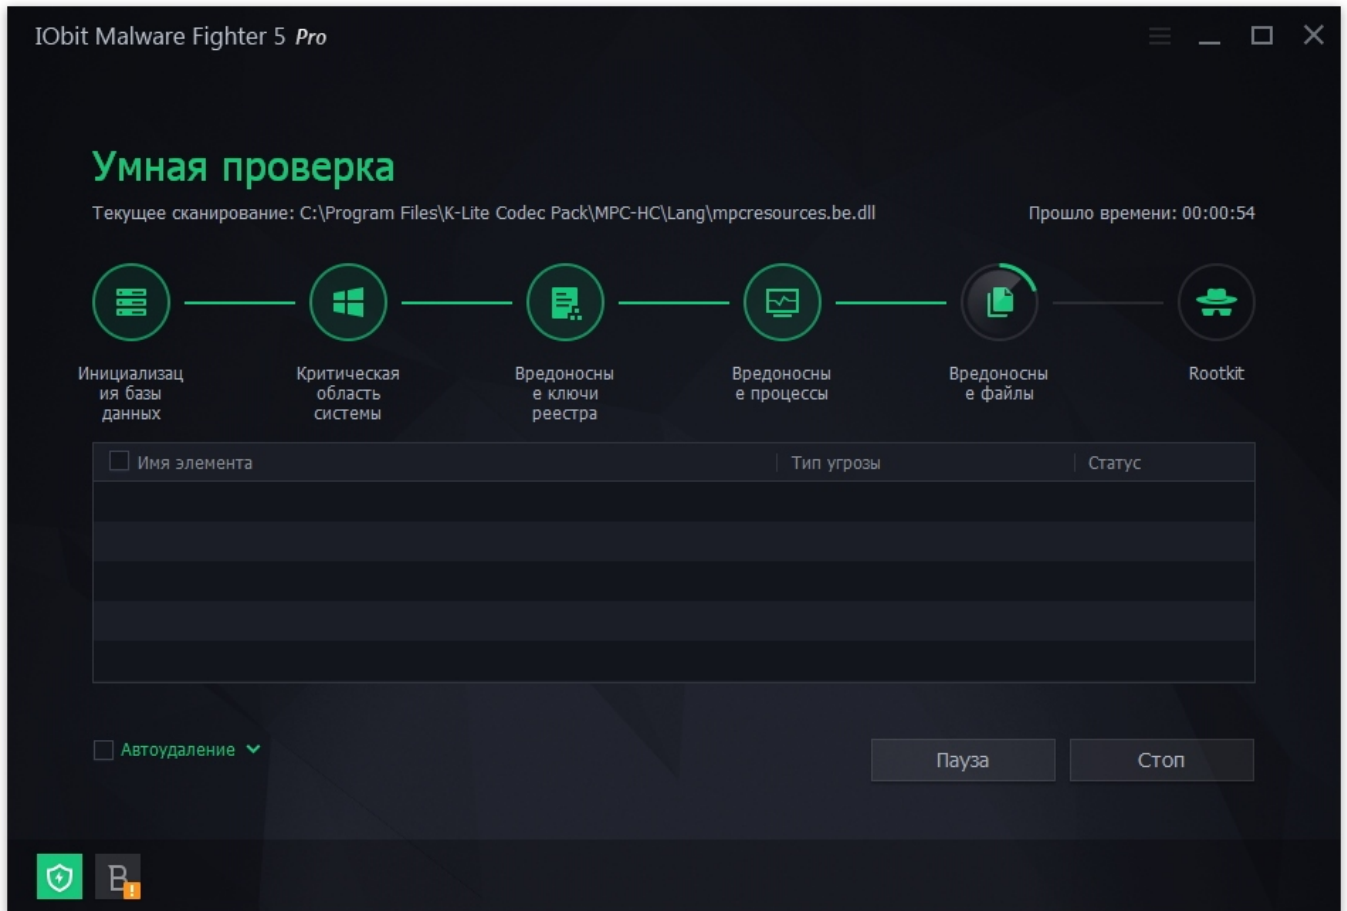 IObit Malware Fighter 5 Pro
Умная проверка
Текущее сканирование: C:\Program Files\K-Lite Codec Pack\MPC-HC\Lang\mpcresources.be.dll
Прошло времени: 00:00:54
Инициализац
ия базы
данных
Критическая
область
системы
Вредоносны
е ключи
реестра
Вредоносны
е процессы
Вредоносны
е файлы
Rootkit
Имя элемента
Тип угрозы
Статус
Автоудаление
Пауза
Стоп